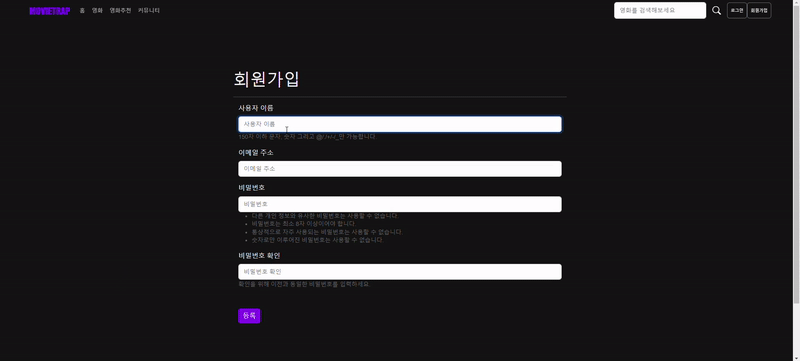 MOVIETRAP 홈 영화 영화추천 커뮤니티 영화를 검색해보세요 로그인 회원가입
회원가입
사용자 이름
사용자 이름
150자 이하 문자, 숫자 그리고 @/./+/-/_만 가능합니다.
이메일 주소
이메일 주소
비밀번호
비밀번호
다른 개인 정보와 유사한 비밀번호는 사용할 수 없습니다.
비밀번호는 최소 8자 이상이어야 합니다.
통상적으로 자주 사용되는 비밀번호는 사용할 수 없습니다.
숫자로만 이루어진 비밀번호는 사용할 수 없습니다.
비밀번호 확인
비밀번호 확인
확인을 위해 이전과 동일한 비밀번호를 입력하세요.
등록